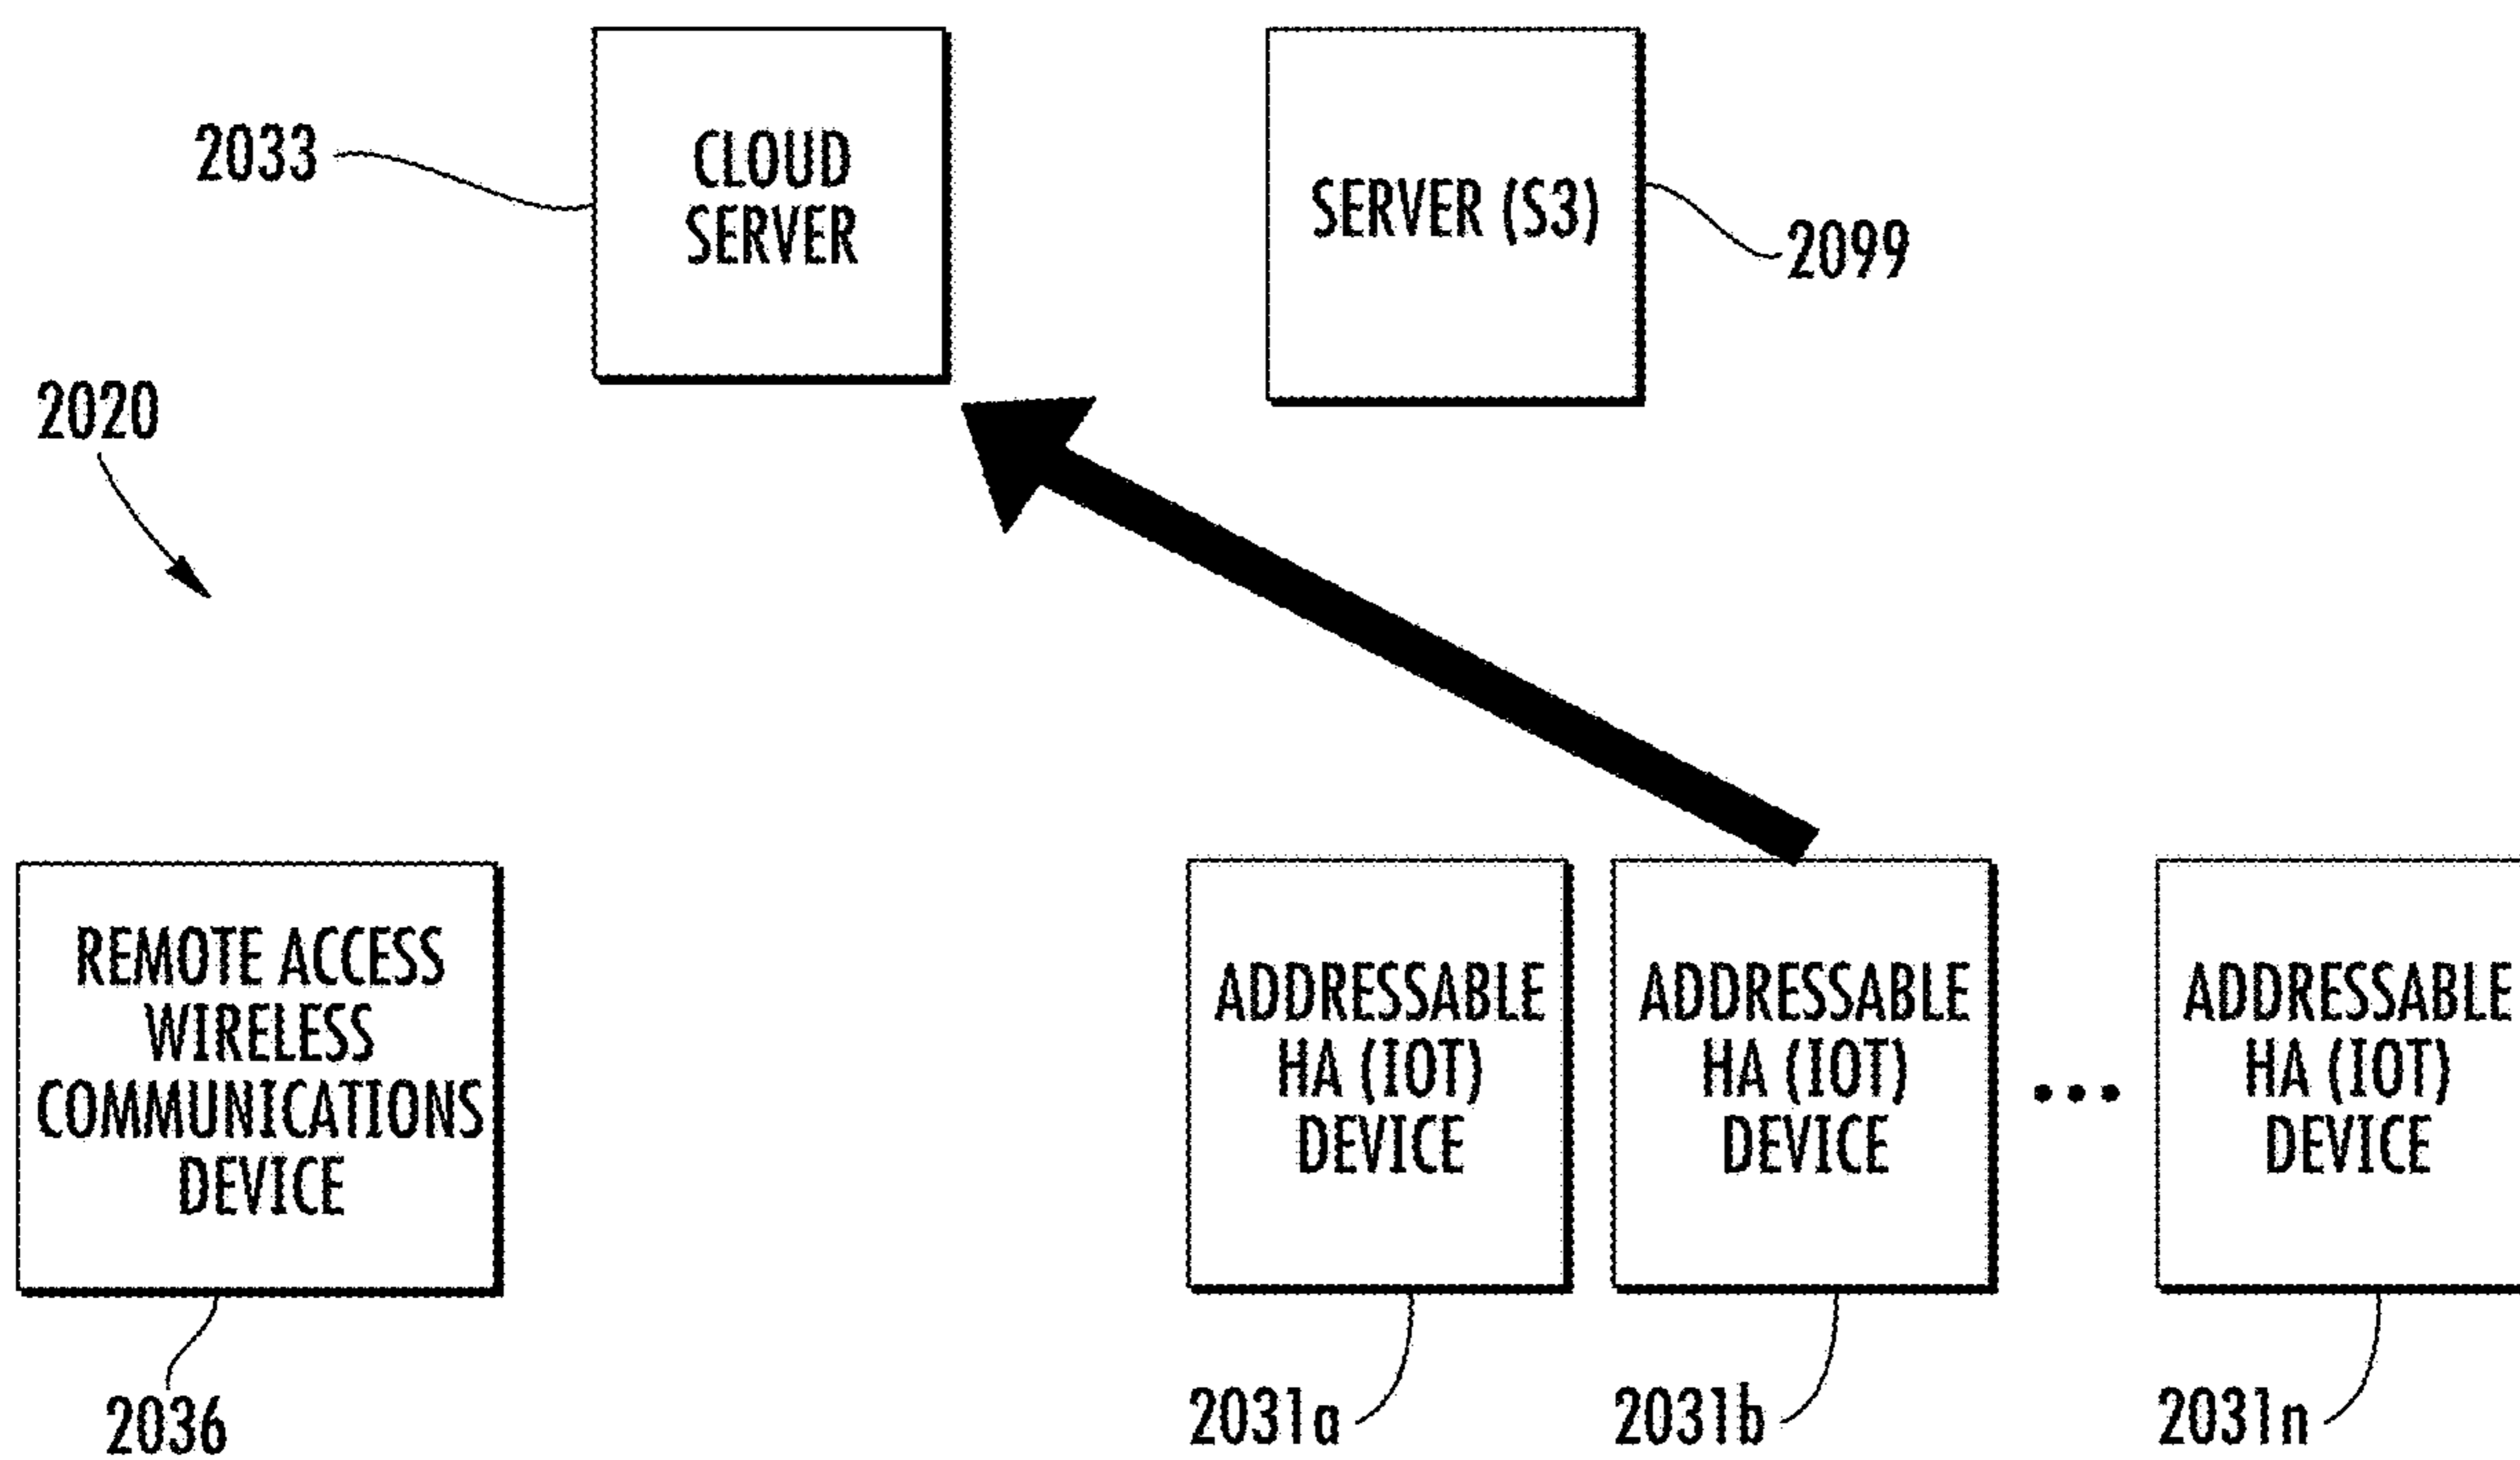 2033
CLOUD
SERVER
SERVER (S3)
2099
2020
REMOTE ACCESS
WIRELESS
COMMUNICATIONS
DEVICE
2036
ADDRESSABLE
HA (IOT)
DEVICE
2031a
ADDRESSABLE
HA (IOT)
DEVICE
2031b
ADDRESSABLE
HA (IOT)
DEVICE
2031n